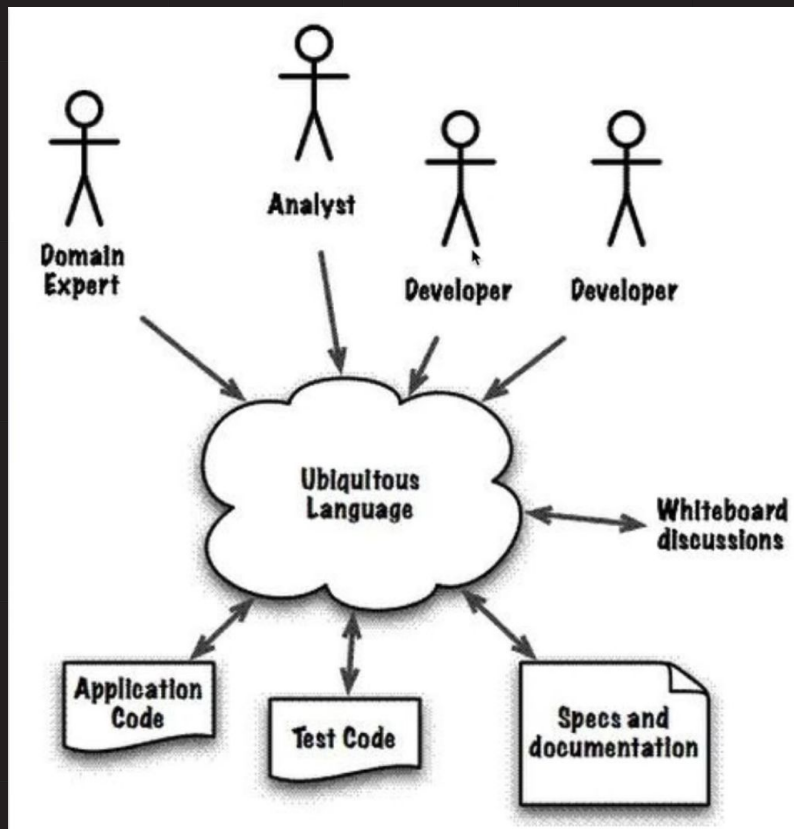 Analyst
Domain
Expert
Developer
Developer
Ubiquitous
Language
Whiteboard
discussions
Application
Code
Test Code
Specs and
documentation